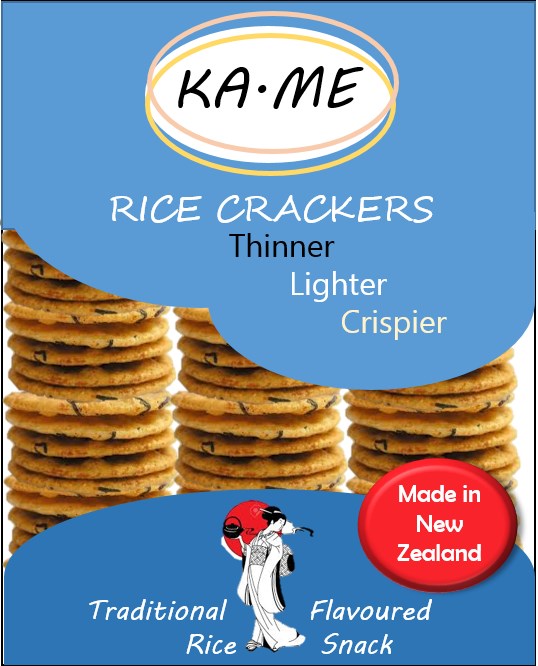 KA·ME
RICE CRACKERS
Thinner
Lighter
Crispier
Made in
New
Zealand
Traditional Flavoured
Rice Snack